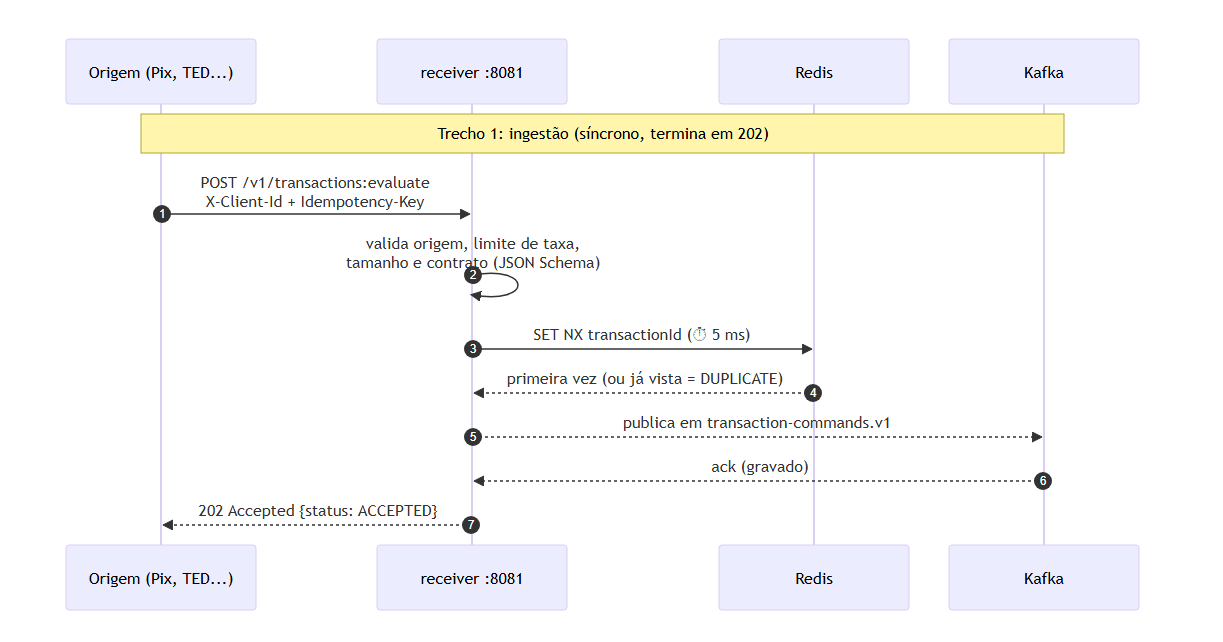 Origem (Pix, TED...)
receiver :8081
Redis
Kafka
Trecho 1: ingestão (síncrono, termina em 202)
POST /v1/transactions:evaluate
X-Client-Id + Idempotency-Key
1
valida origem, limite de taxa,
tamanho e contrato (JSON Schema)
2
SET NX transactionId (⏱ 5 ms)
3
primeira vez (ou já vista = DUPLICATE)
4
publica em transaction-commands.v1
5
ack (gravado)
6
202 Accepted {status: ACCEPTED}
7
Origem (Pix, TED...)
receiver :8081
Redis
Kafka